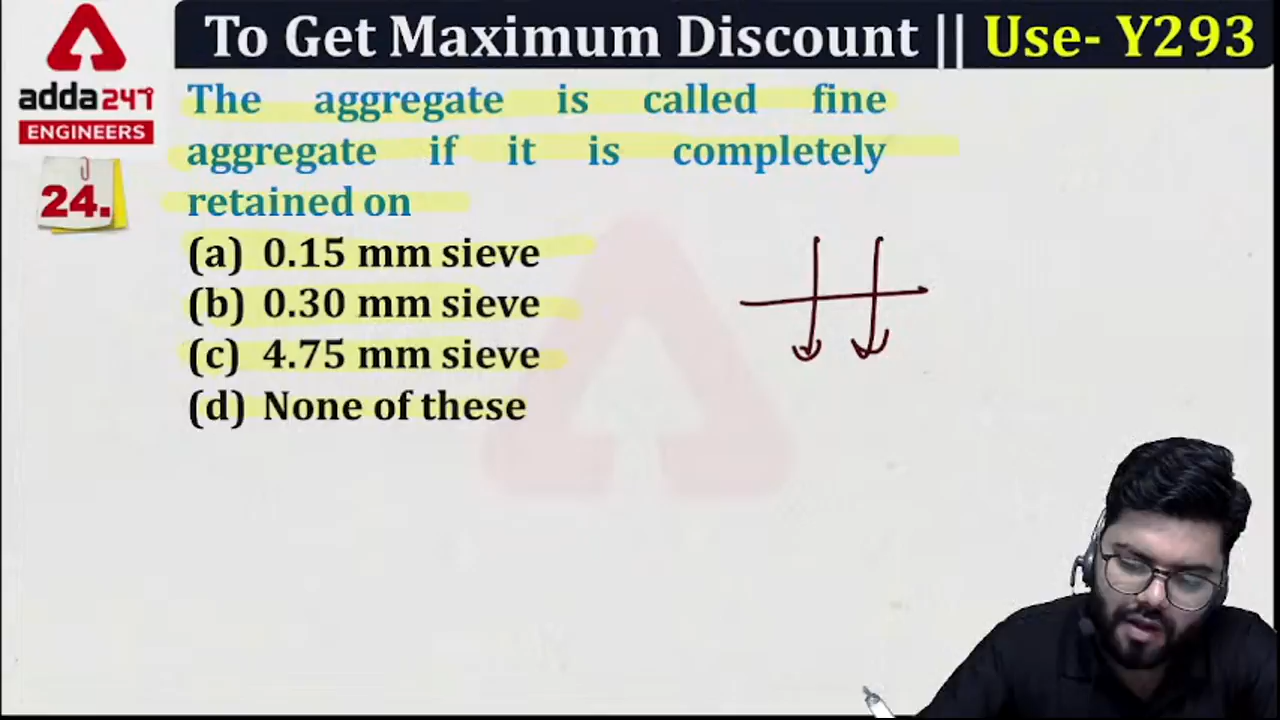 To Get Maximum Discount || Use- Y293
adda247
ENGINEERS
24.
The aggregate is called fine
aggregate if it is completely
retained on
(a) 0.15 mm sieve
(b) 0.30 mm sieve
(c) 4.75 mm sieve
(d) None of these